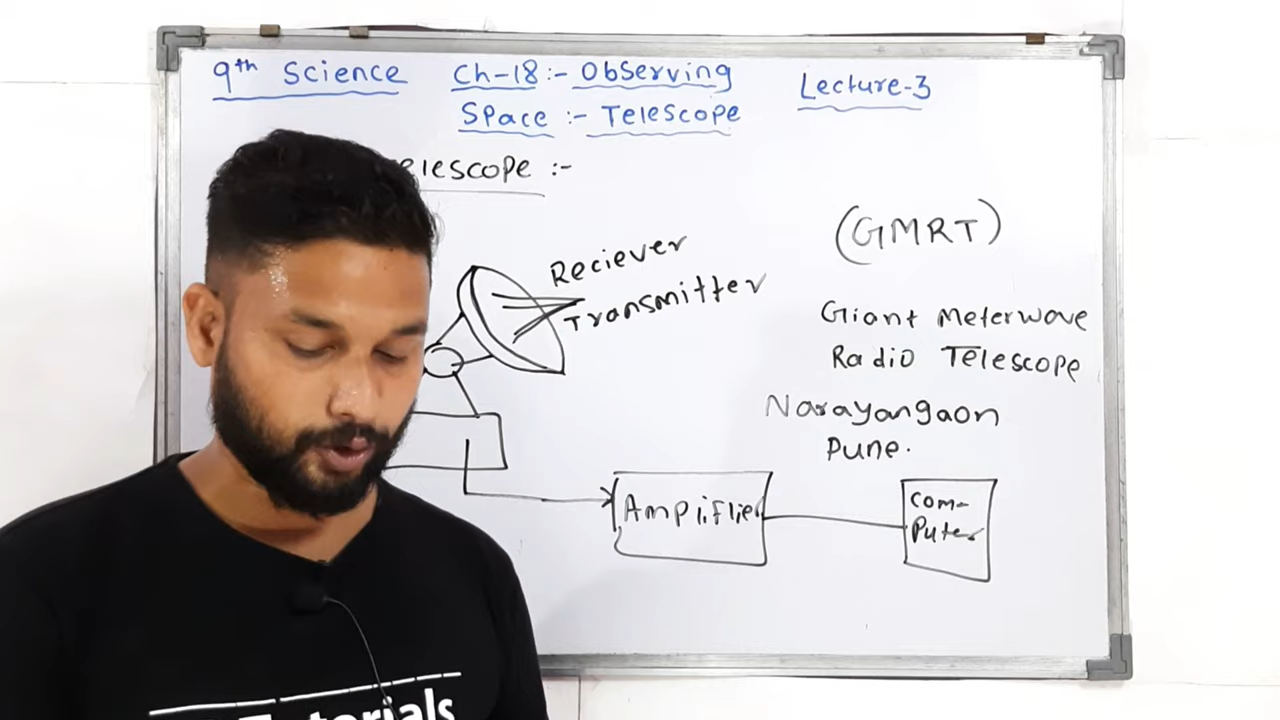 9th Science Ch-18:- Observing Lecture-3
Space :- Telescope
elescope :-
(GMRT)
Reciever
Transmitter
Giant Meterwave
Radio Telescope
Narayangaon
Pune.
Amplifier
Com-
puter
Tutorials